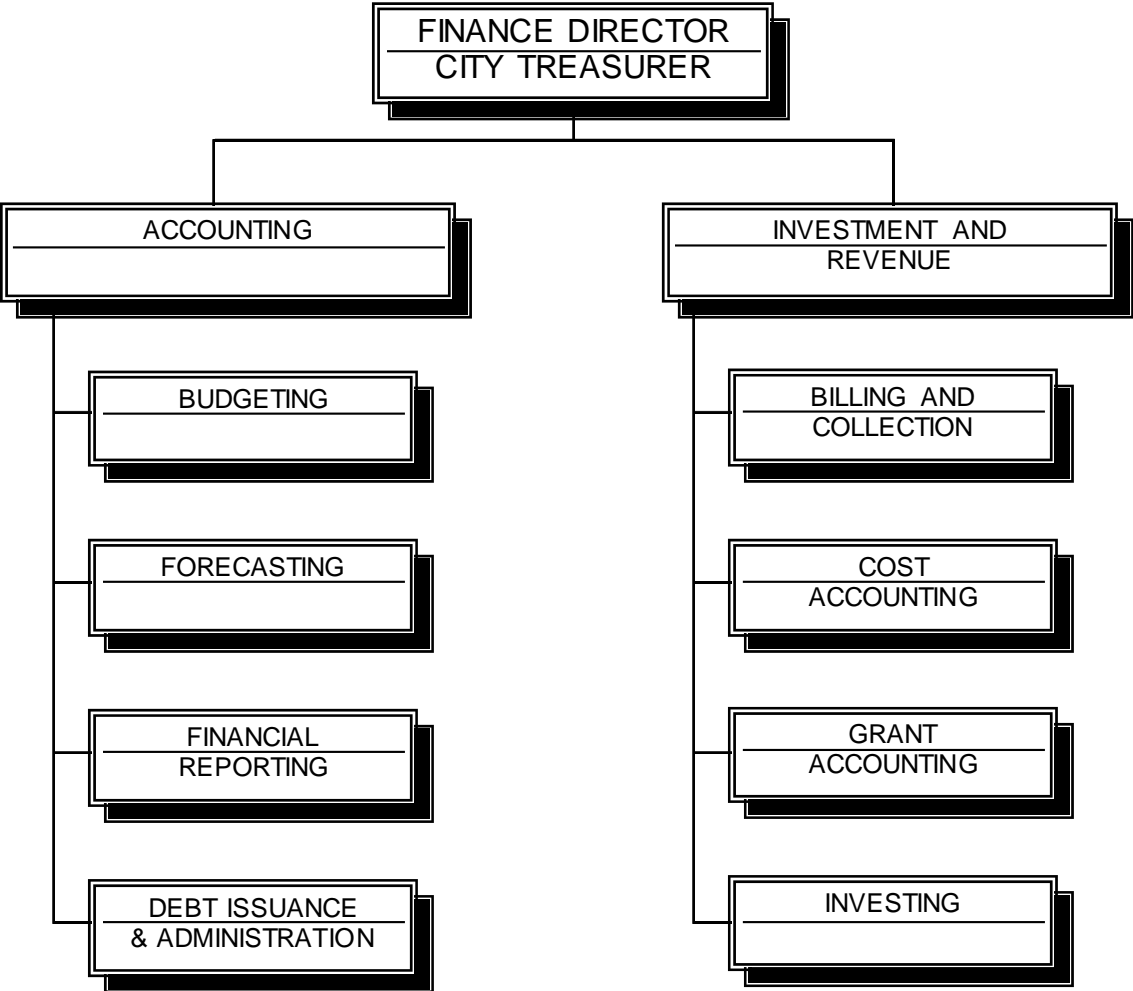 FINANCE DIRECTOR
CITY TREASURER
ACCOUNTING
INVESTMENT AND
REVENUE
BUDGETING
BILLING AND
COLLECTION
FORECASTING
COST
ACCOUNTING
FINANCIAL
REPORTING
GRANT
ACCOUNTING
DEBT ISSUANCE
& ADMINISTRATION
INVESTING